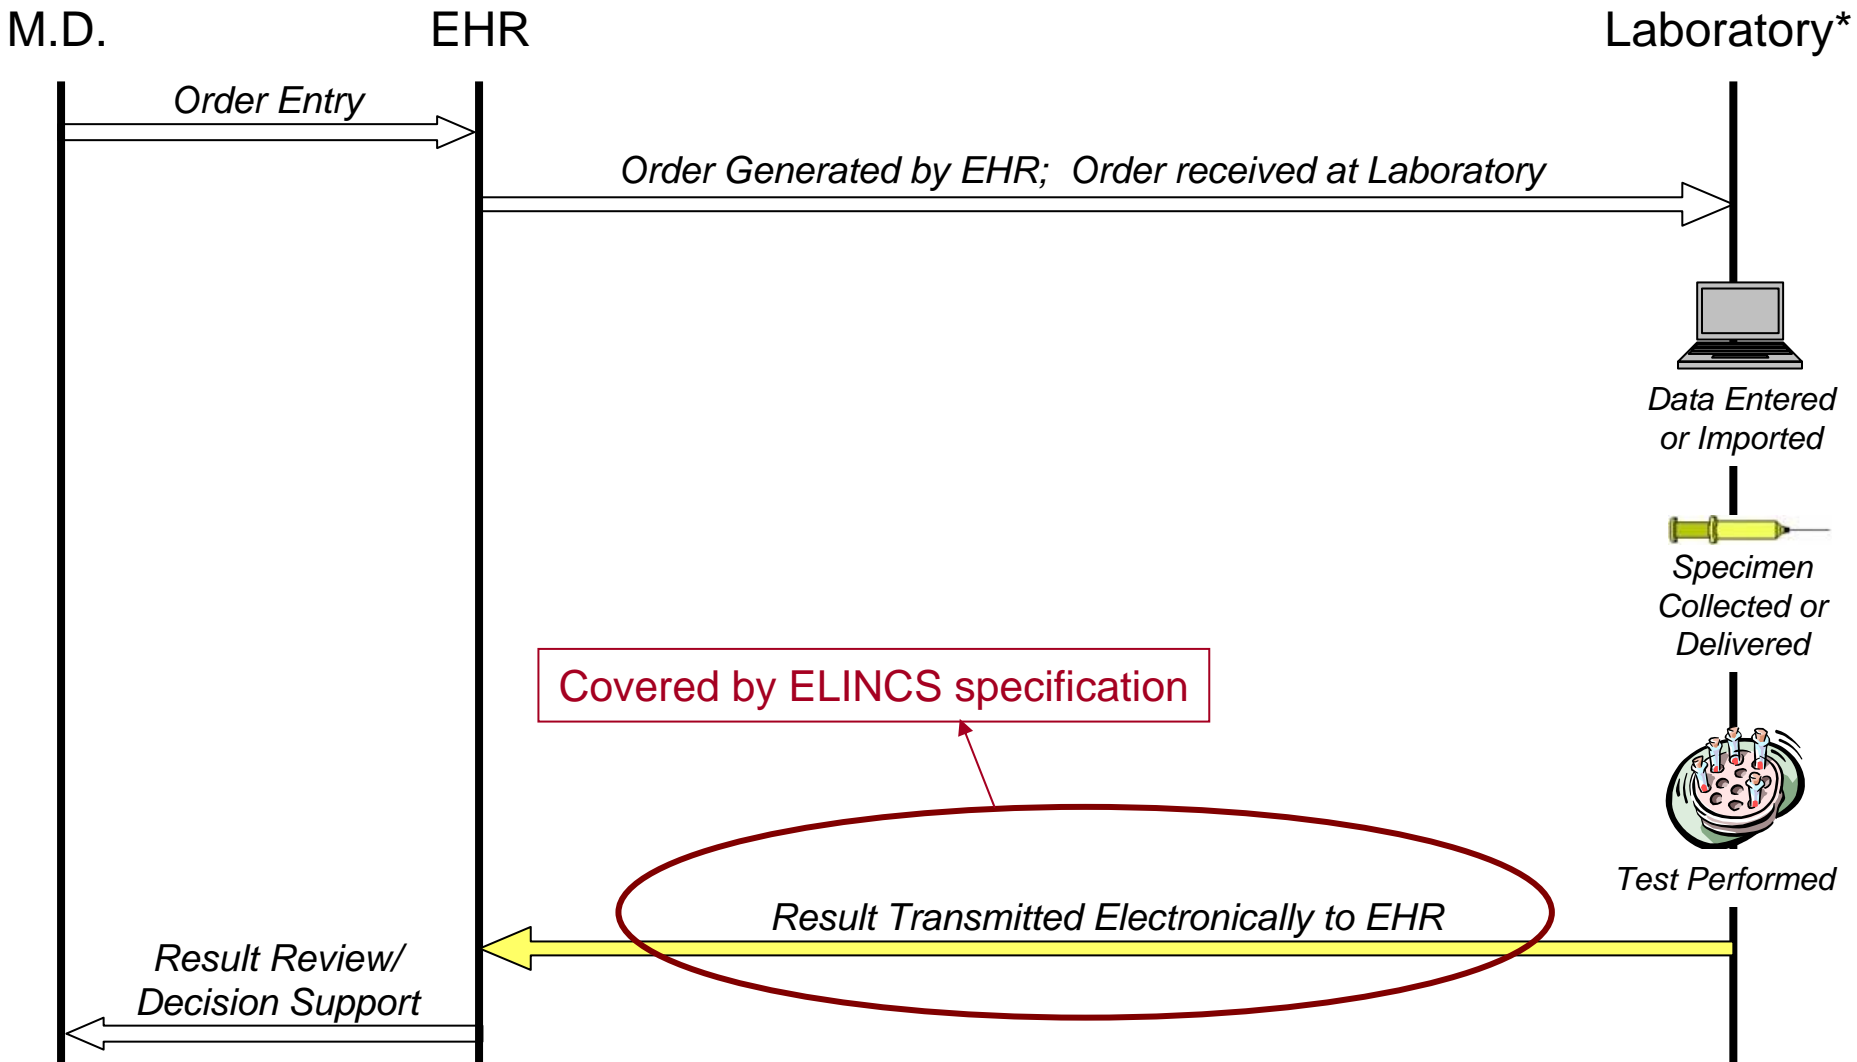 M.D.
EHR
Laboratory*
Order Entry
Order Generated by EHR; Order received at Laboratory
Data Entered
or Imported
Specimen
Collected or
Delivered
Covered by ELINCS specification
Test Performed
Result Transmitted Electronically to EHR
Result Review/
Decision Support